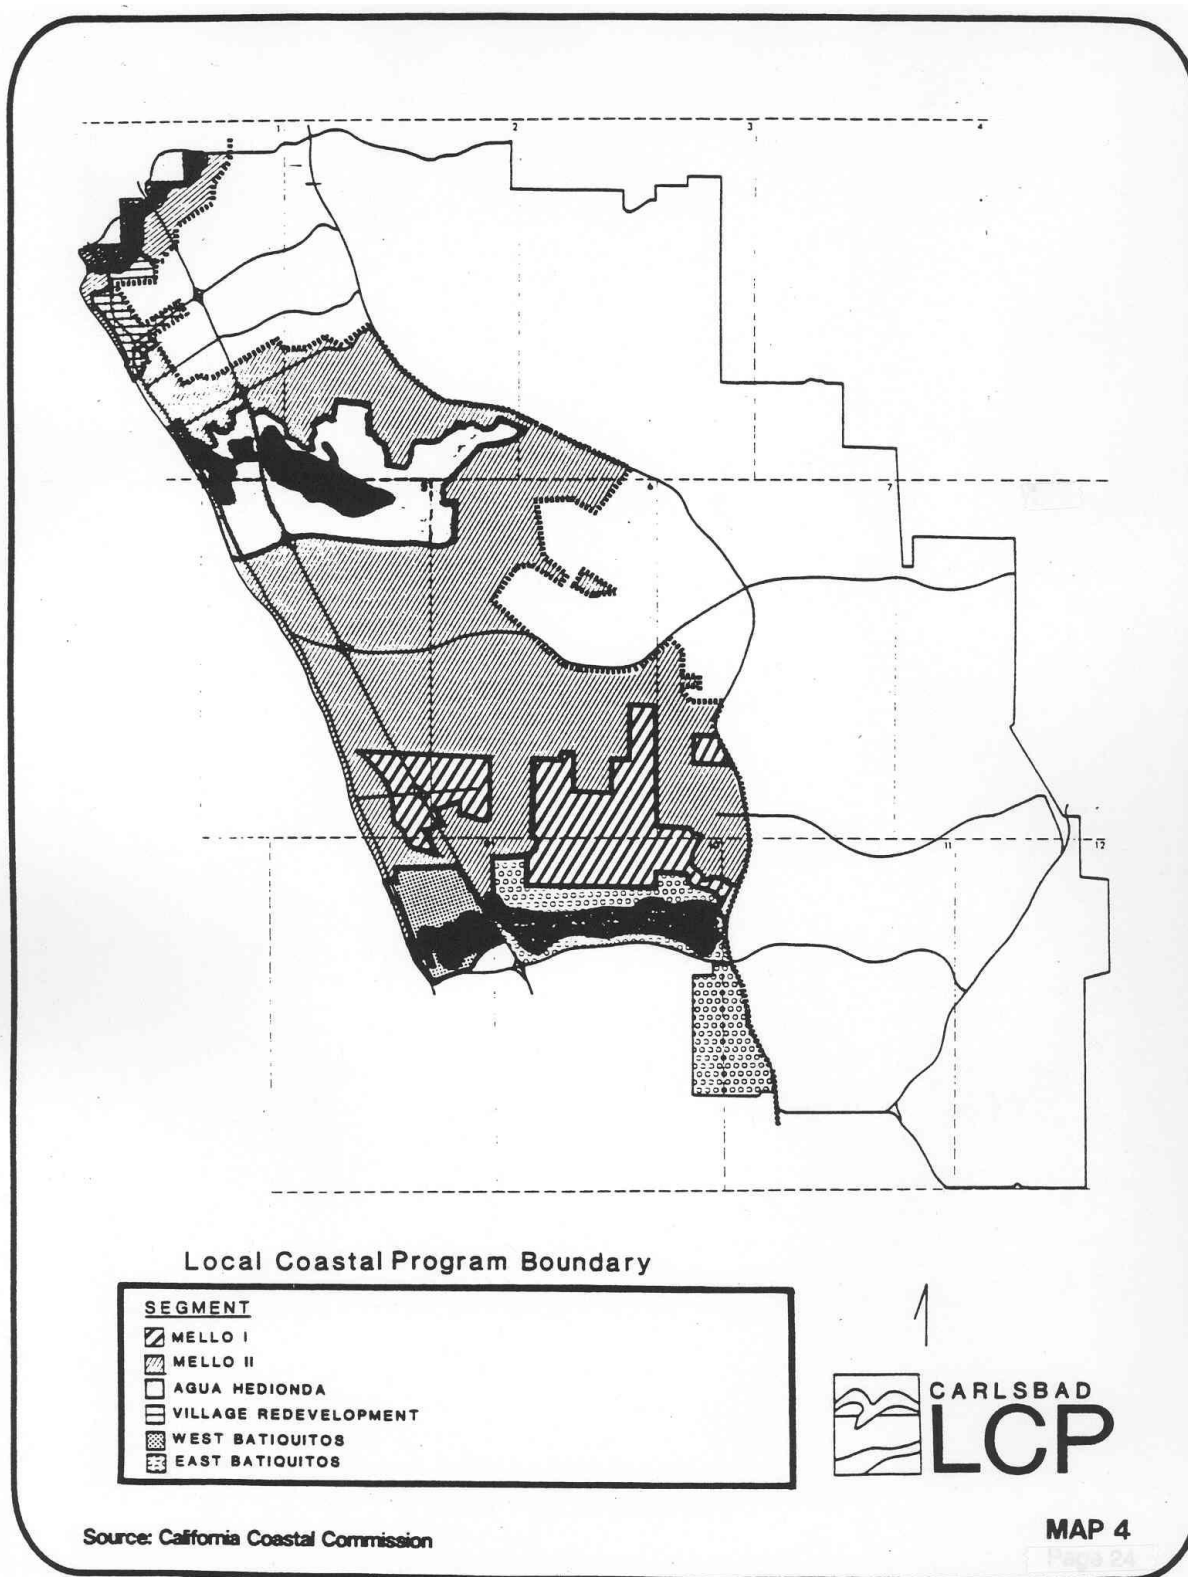 1 2 3 4
6 7
11 12
Local Coastal Program Boundary
SEGMENT
MELLO I
MELLO II
AGUA HEDIONDA
VILLAGE REDEVELOPMENT
WEST BATIQUITOS
EAST BATIQUITOS
CARLSBAD
LCP
Source: California Coastal Commission
MAP 4
Page 24